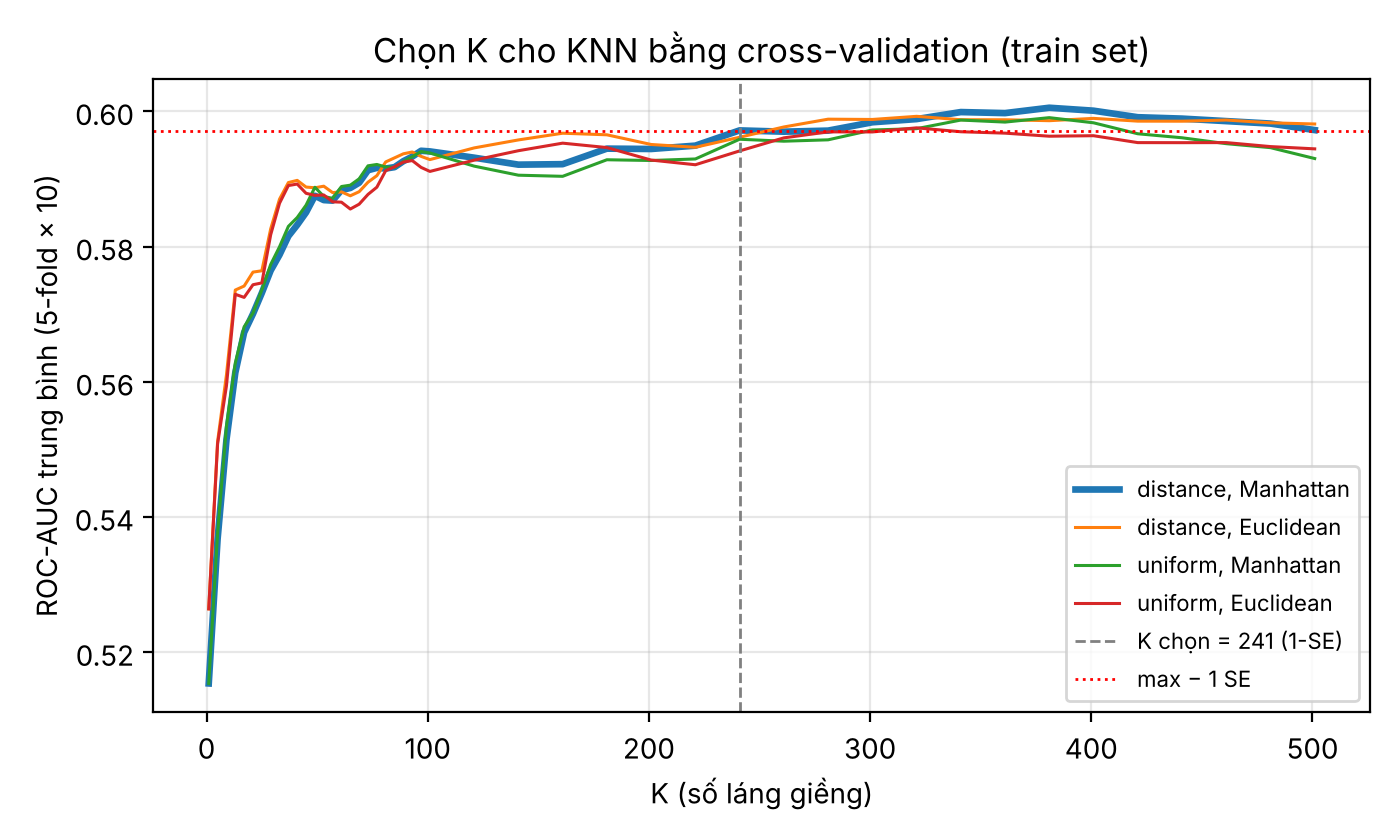 Chọn K cho KNN bằng cross-validation (train set)
ROC-AUC trung bình (5-fold × 10)
0.60
0.58
0.56
0.54
0.52
distance, Manhattan
distance, Euclidean
uniform, Manhattan
uniform, Euclidean
K chọn = 241 (1-SE)
max − 1 SE
0 100 200 300 400 500
K (số láng giềng)